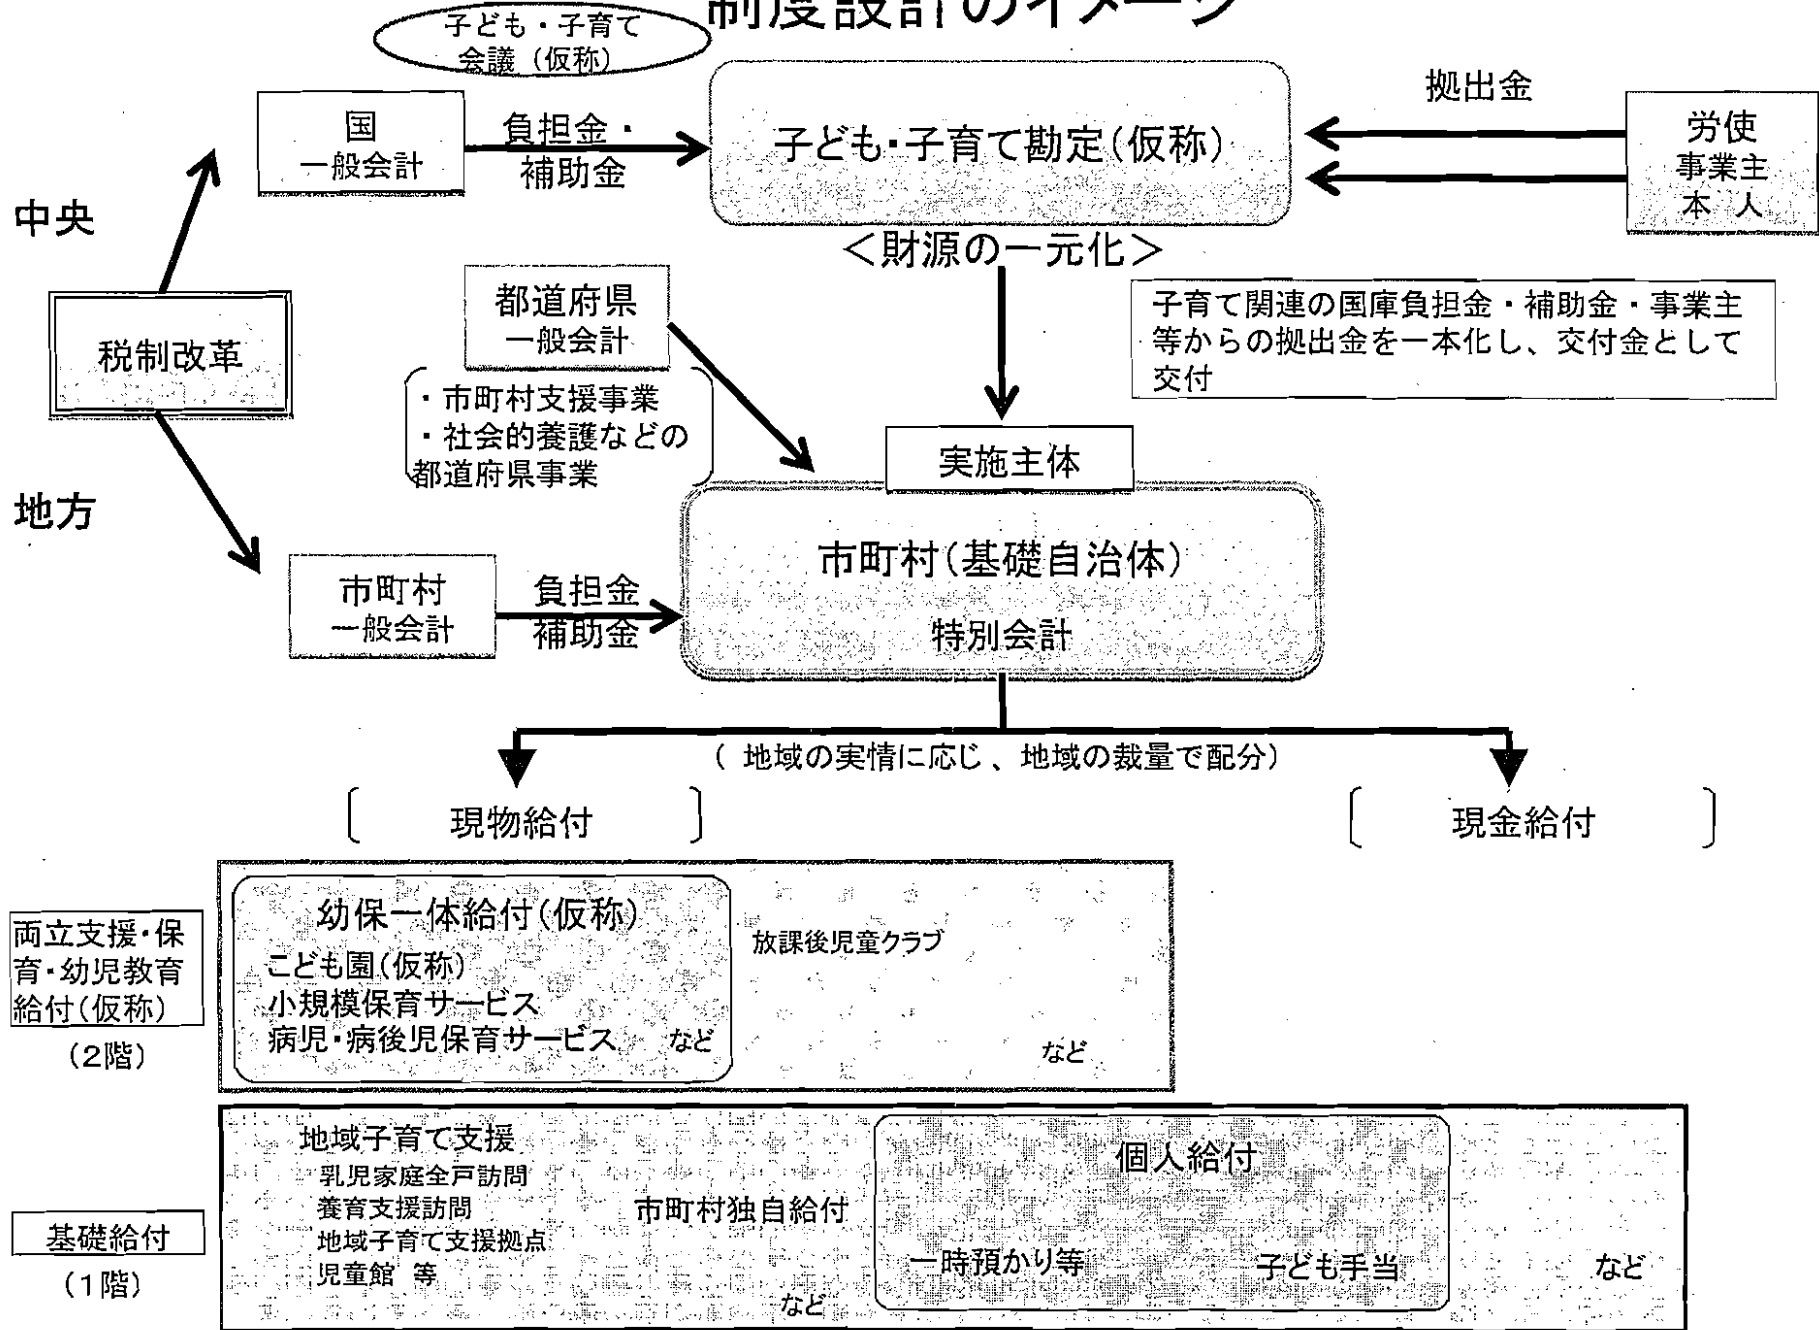 制度設計のイメージ
子ども・子育て
会議（仮称）
国
一般会計
負担金・
補助金
子ども・子育て勘定(仮称)
拠出金
労使
事業主
本　人
中央
＜財源の一元化＞
税制改革
都道府県
一般会計
・市町村支援事業
・社会的養護などの
都道府県事業
子育て関連の国庫負担金・補助金・事業主
等からの拠出金を一本化し、交付金として
交付
実施主体
地方
市町村(基礎自治体)
特別会計
市町村
一般会計
負担金
補助金
( 地域の実情に応じ、地域の裁量で配分)
〔　現物給付　〕
〔　現金給付　〕
両立支援・保
育・幼児教育
給付(仮称)
(2階)
幼保一体給付(仮称)
こども園(仮称)
小規模保育サービス
病児・病後児保育サービス　など
放課後児童クラブ
など
基礎給付
(1階)
地域子育て支援
乳児家庭全戸訪問
養育支援訪問
地域子育て支援拠点
児童館 等
市町村独自給付
など
個人給付
一時預かり等
子ども手当
など